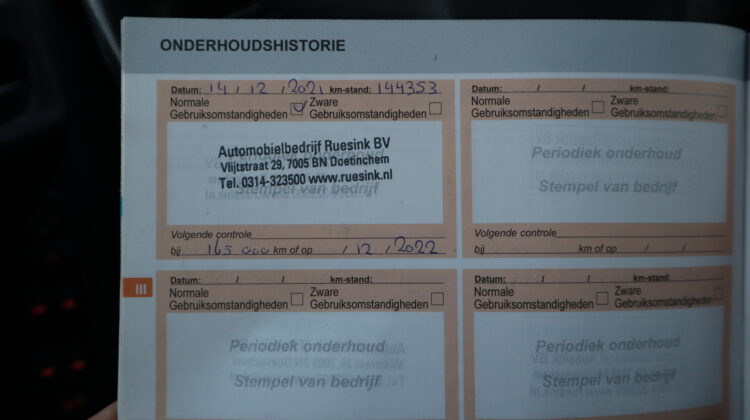 ONDERHOUDSHISTORIE
Datum: 14 / 12 / 2021 km-stand: 144353
Normale Gebruiksomstandigheden Zware Gebruiksomstandigheden
Automobielbedrijf Ruesink BV
Vlijtstraat 29, 7005 BN Doetinchem
Tel. 0314-323500 www.ruesink.nl
Periodiek onderhoud
Stempel van bedrijf
Volgende controle
bij 165 000 km of op / 12 / 2022
Datum: / / km-stand:
Normale Gebruiksomstandigheden Zware Gebruiksomstandigheden
Periodiek onderhoud
Stempel van bedrijf
Volgende controle
bij km of op / /
III
Datum: / / km-stand:
Normale Gebruiksomstandigheden Zware Gebruiksomstandigheden
Periodiek onderhoud
Stempel van bedrijf
Datum: / / km-stand:
Normale Gebruiksomstandigheden Zware Gebruiksomstandigheden
Periodiek onderhoud
Stempel van bedrijf